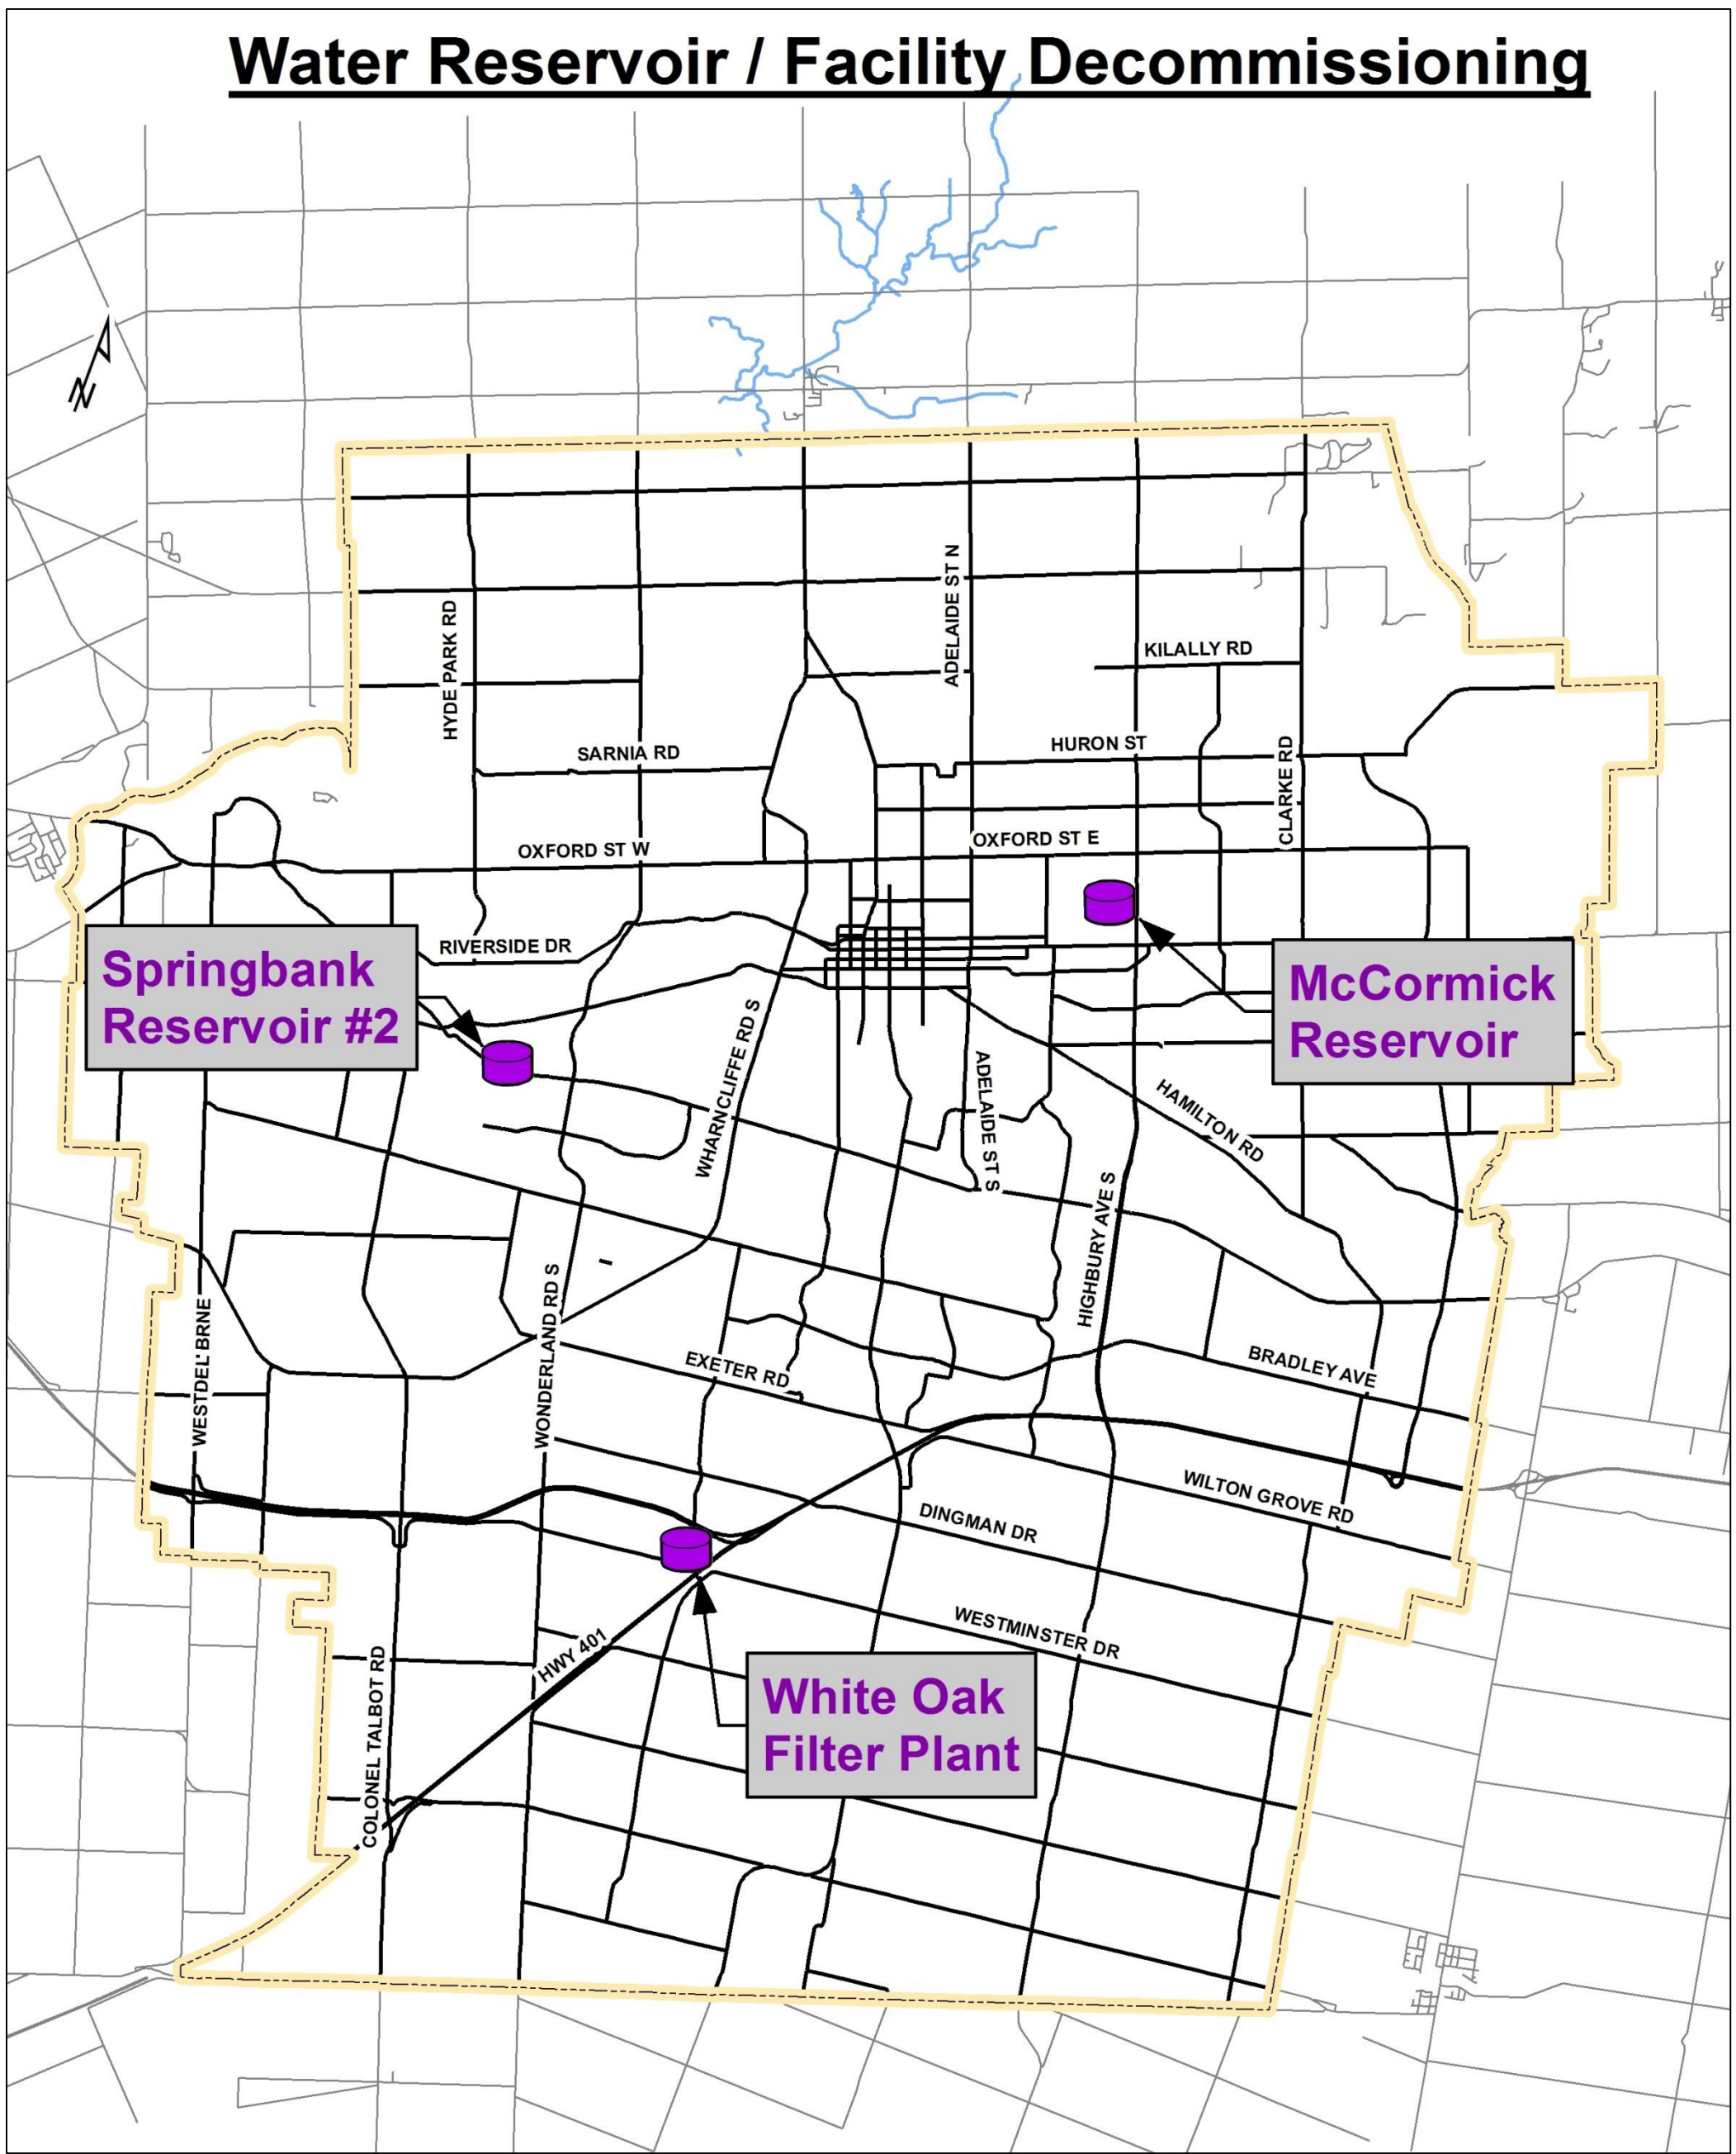 Water Reservoir / Facility Decommissioning
N
HYDE PARK RD
ADELAIDE ST N
KILALLY RD
SARNIA RD
HURON ST
CLARKE RD
OXFORD ST W
OXFORD ST E
RIVERSIDE DR
Springbank
Reservoir #2
McCormick
Reservoir
WHARNCLIFFE RD S
ADELAIDE ST S
HAMILTON RD
HIGHBURY AVE S
WESTDEL BRNE
WONDERLAND RD S
EXETER RD
BRADLEY AVE
WILTON GROVE RD
DINGMAN DR
WESTMINSTER DR
HWY 401
COLONEL TALBOT RD
White Oak
Filter Plant